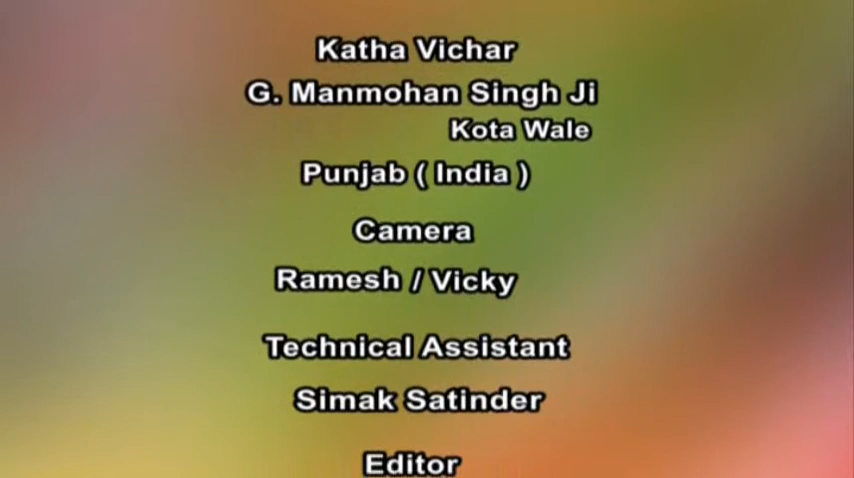 Katha Vichar
G. Manmohan Singh Ji
Kota Wale
Punjab ( India )
Camera
Ramesh / Vicky
Technical Assistant
Simak Satinder
Editor